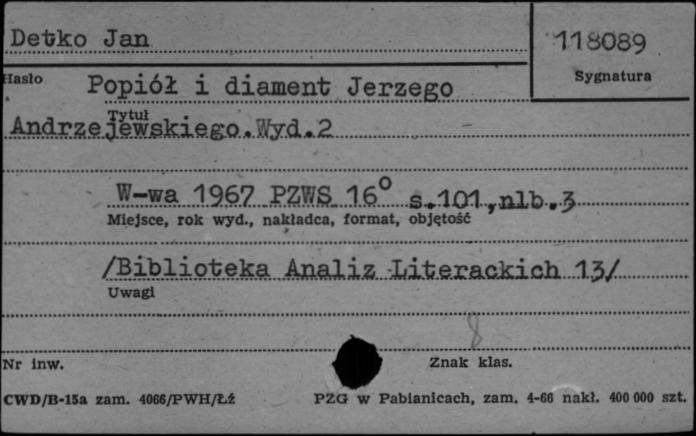 Detko Jan
118089
Hasło
Sygnatura
Popiół i diament Jerzego
Tytuł
Andrzejewskiego.Wyd.2
W-wa 1967 PZWS 16° s.101,nlb.3
Miejsce, rok wyd., nakładca, format, objętość
/Biblioteka Analiz Literackich 13/
Uwagi
8
Nr inw.
Znak klas.
CWD/B-15a zam. 4066/PWH/Łź
PZG w Pabianicach, zam. 4-66 nakł. 400 000 szt.